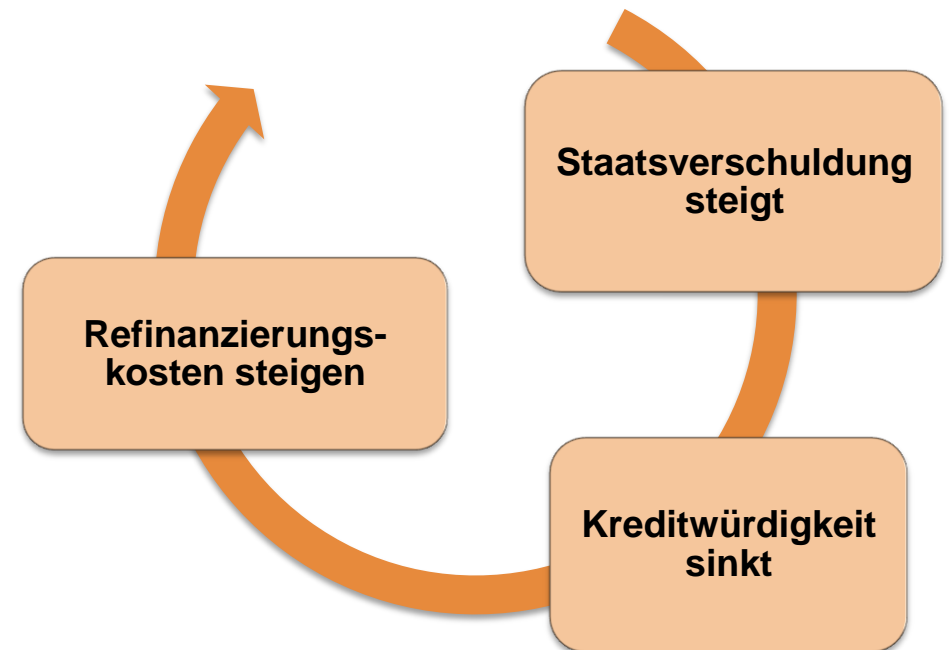 Staatsverschuldung
steigt
Kreditwürdigkeit
sinkt
Refinanzierungs-
kosten steigen